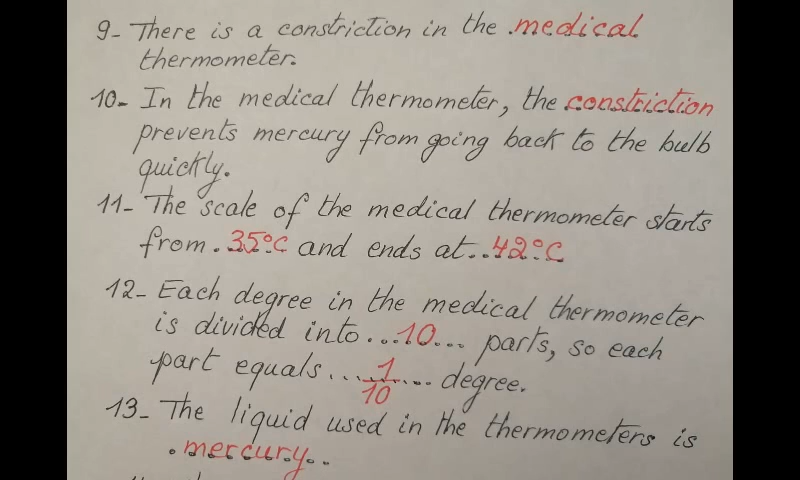 9- There is a constriction in the .medical
thermometer.
10- In the medical thermometer, the constriction
prevents mercury from going back to the bulb
quickly.
11- The scale of the medical thermometer starts
from .35°C and ends at..42°C
12- Each degree in the medical thermometer
is divided into...10... parts, so each
part equals...1/10... degree.
13- The liquid used in the thermometers is
.mercury..